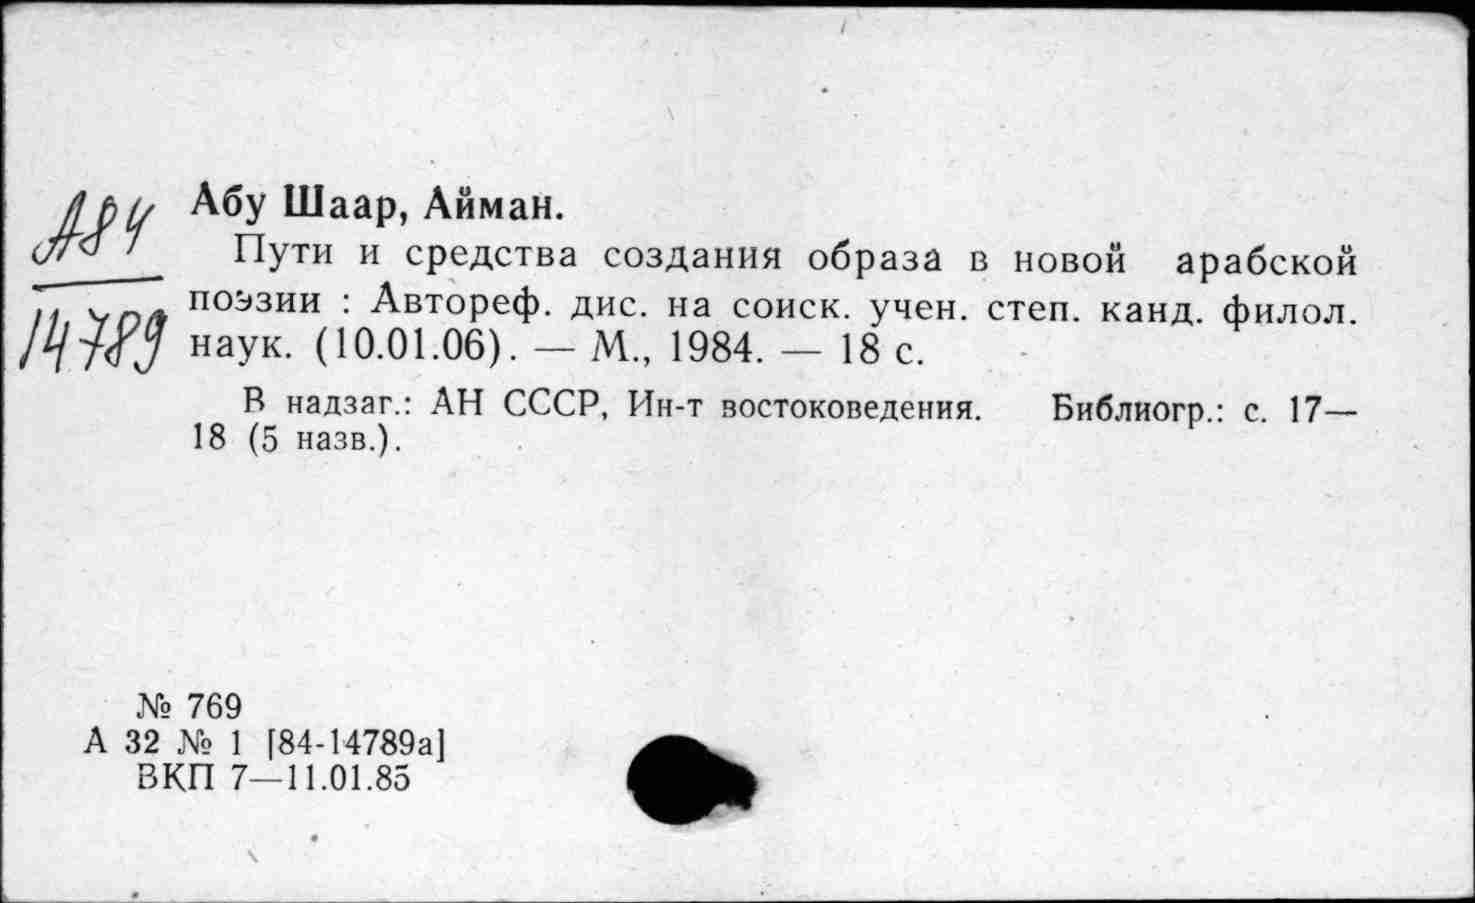 А84
14789
Абу Шаар, Айман.
Пути и средства создания образа в новой арабской
поэзии : Автореф. дис. на соиск. учен. степ. канд. филол.
наук. (10.01.06). — М., 1984. — 18 с.
В надзаг.: АН СССР, Ин-т востоковедения. Библиогр.: с. 17—
18 (5 назв.).
№ 769
А 32 № 1 [84-14789а]
ВКП 7—11.01.85